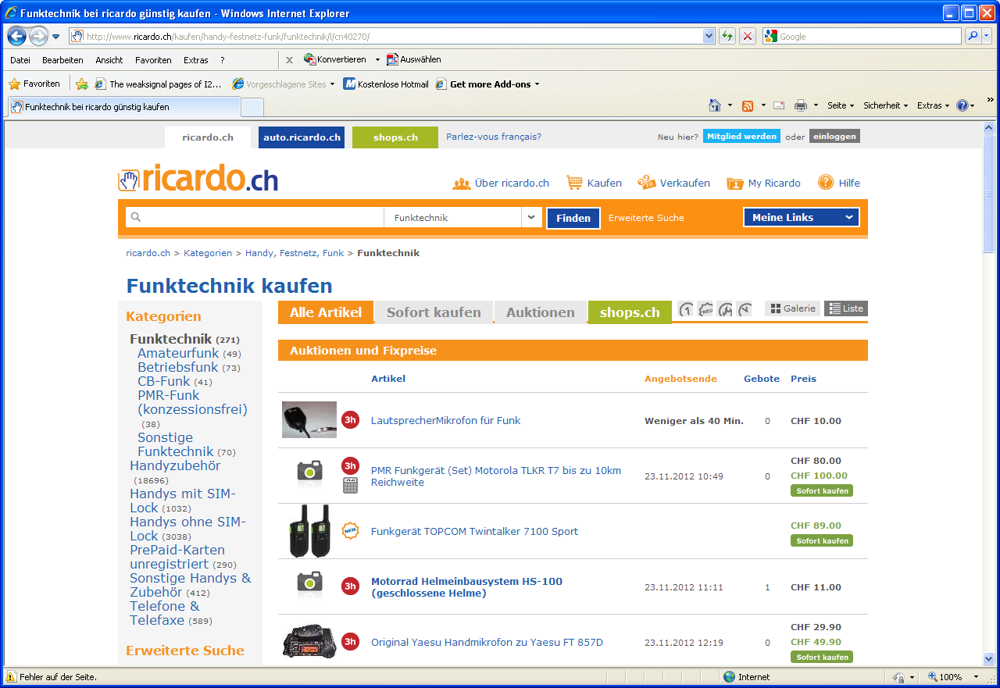 Funktechnik bei ricardo günstig kaufen - Windows Internet Explorer
http://www.ricardo.ch/kaufen/handy-festnetz-funk/funktechnik/l/cn40270/
Google
Datei Bearbeiten Ansicht Favoriten Extras ?
x Konvertieren Auswählen
Favoriten The weaksignal pages of I2... Vorgeschlagene Sites Kostenlose Hotmail Get more Add-ons
Funktechnik bei ricardo günstig kaufen
Seite Sicherheit Extras
ricardo.ch auto.ricardo.ch shops.ch Parlez-vous français? Neu hier? Mitglied werden oder einloggen
ricardo.ch
Über ricardo.ch Kaufen Verkaufen My Ricardo Hilfe
Funktechnik Finden Erweiterte Suche Meine Links
ricardo.ch > Kategorien > Handy, Festnetz, Funk > Funktechnik
Funktechnik kaufen
Kategorien
Funktechnik (271)
Amateurfunk (49)
Betriebsfunk (73)
CB-Funk (41)
PMR-Funk
(konzessionsfrei)
(38)
Sonstige
Funktechnik (70)
Handyzubehör
(18696)
Handys mit SIM-
Lock (1032)
Handys ohne SIM-
Lock (3038)
PrePaid-Karten
unregistriert (290)
Sonstige Handys &
Zubehör (412)
Telefone &
Telefaxe (589)
Erweiterte Suche
Alle Artikel Sofort kaufen Auktionen shops.ch 1 NEU Galerie Liste
Auktionen und Fixpreise
Artikel Angebotsende Gebote Preis
3h LautsprecherMikrofon für Funk Weniger als 40 Min. 0 CHF 10.00
3h PMR Funkgerät (Set) Motorola TLKR T7 bis zu 10km
Reichweite
23.11.2012 10:49 0
CHF 80.00
CHF 100.00
Sofort kaufen
NEW Funkgerät TOPCOM Twintalker 7100 Sport
CHF 89.00
Sofort kaufen
3h Motorrad Helmeinbausystem HS-100
(geschlossene Helme)
23.11.2012 11:11 1 CHF 11.00
3h Original Yaesu Handmikrofon zu Yaesu FT 857D 23.11.2012 12:19 0
CHF 29.90
CHF 49.90
Sofort kaufen
Fehler auf der Seite. Internet 100%